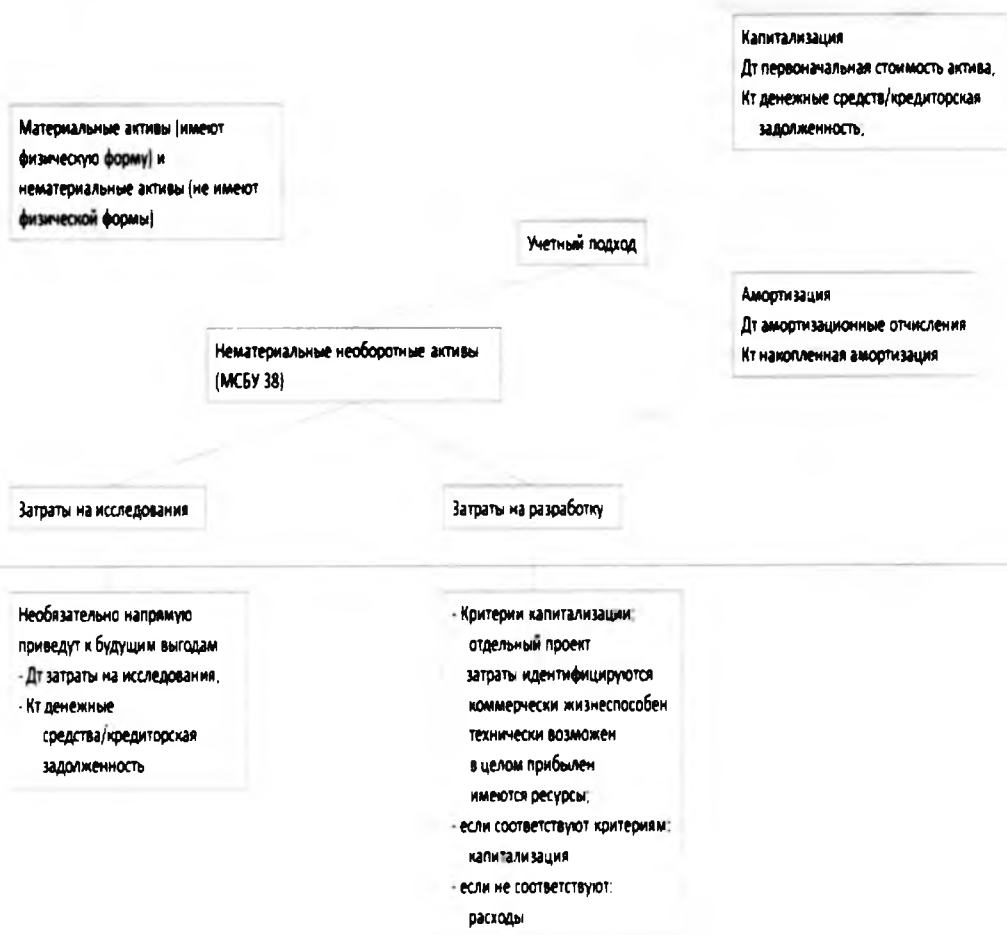 Капитализация
Дт первоначальная стоимость актива,
Кт денежные средств/кредиторская
задолженность,
Материальные активы (имеют
физическую форму) и
нематериальные активы (не имеют
физической формы)
Учетный подход
Амортизация
Дт амортизационные отчисления
Кт накопленная амортизация
Нематериальные необоротные активы
(МСБУ 38)
Затраты на исследования
Затраты на разработку
Необязательно напрямую
приведут к будущим выгодам
- Дт затраты на исследования,
- Кт денежные
средства/кредиторская
задолженность
- Критерии капитализации:
отдельный проект
затраты идентифицируются
коммерчески жизнеспособен
технически возможен
в целом прибылен
имеются ресурсы;
- если соответствуют критериям:
капитализация
- если не соответствуют:
расходы